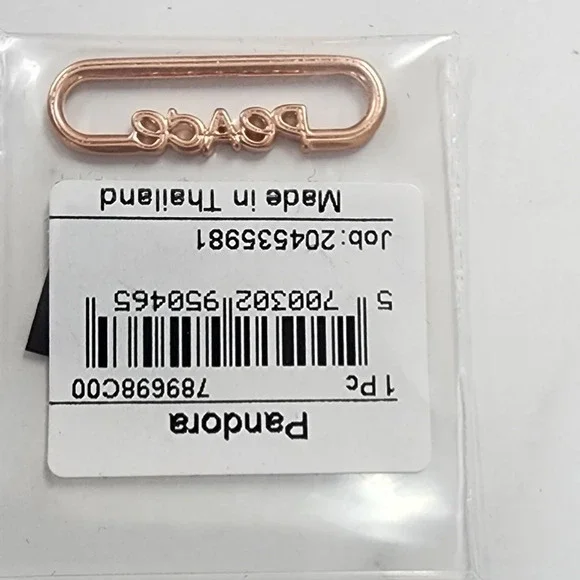 Peace
Pandora
1 Pc 789698C00
5 700302 950465
Job:204535981
Made in Thailand